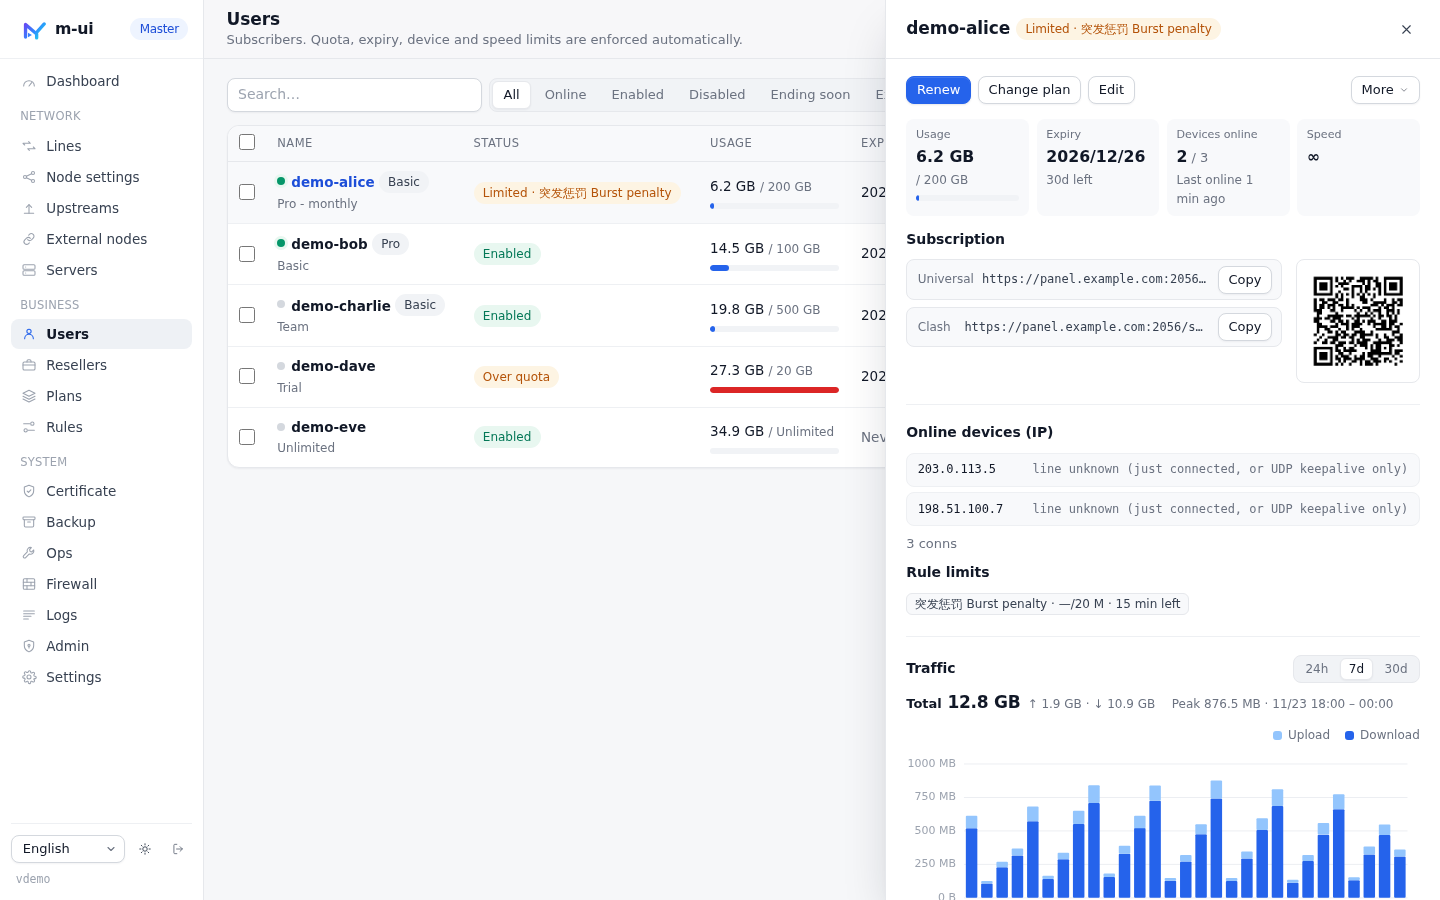 m-ui
Master
Dashboard
NETWORK
Lines
Node settings
Upstreams
External nodes
Servers
BUSINESS
Users
Resellers
Plans
Rules
SYSTEM
Certificate
Backup
Ops
Firewall
Logs
Admin
Settings
English
vdemo
Users
Subscribers. Quota, expiry, device and speed limits are enforced automatically.
Search...
All Online Enabled Disabled Ending soon E
NAME STATUS USAGE EXP
demo-alice Basic
Pro - monthly
Limited · 突发惩罚 Burst penalty
6.2 GB / 200 GB
202
demo-bob Pro
Basic
Enabled
14.5 GB / 100 GB
202
demo-charlie Basic
Team
Enabled
19.8 GB / 500 GB
202
demo-dave
Trial
Over quota
27.3 GB / 20 GB
202
demo-eve
Unlimited
Enabled
34.9 GB / Unlimited
Nev
demo-alice Limited · 突发惩罚 Burst penalty
Renew Change plan Edit More
Usage
6.2 GB
/ 200 GB
Expiry
2026/12/26
30d left
Devices online
2 / 3
Last online 1
min ago
Speed
∞
Subscription
Universal https://panel.example.com:2056… Copy
Clash https://panel.example.com:2056/s… Copy
Online devices (IP)
203.0.113.5 line unknown (just connected, or UDP keepalive only)
198.51.100.7 line unknown (just connected, or UDP keepalive only)
3 conns
Rule limits
突发惩罚 Burst penalty · —/20 M · 15 min left
Traffic
24h 7d 30d
Total 12.8 GB ↑ 1.9 GB · ↓ 10.9 GB Peak 876.5 MB · 11/23 18:00 – 00:00
Upload Download
1000 MB
750 MB
500 MB
250 MB
0 B